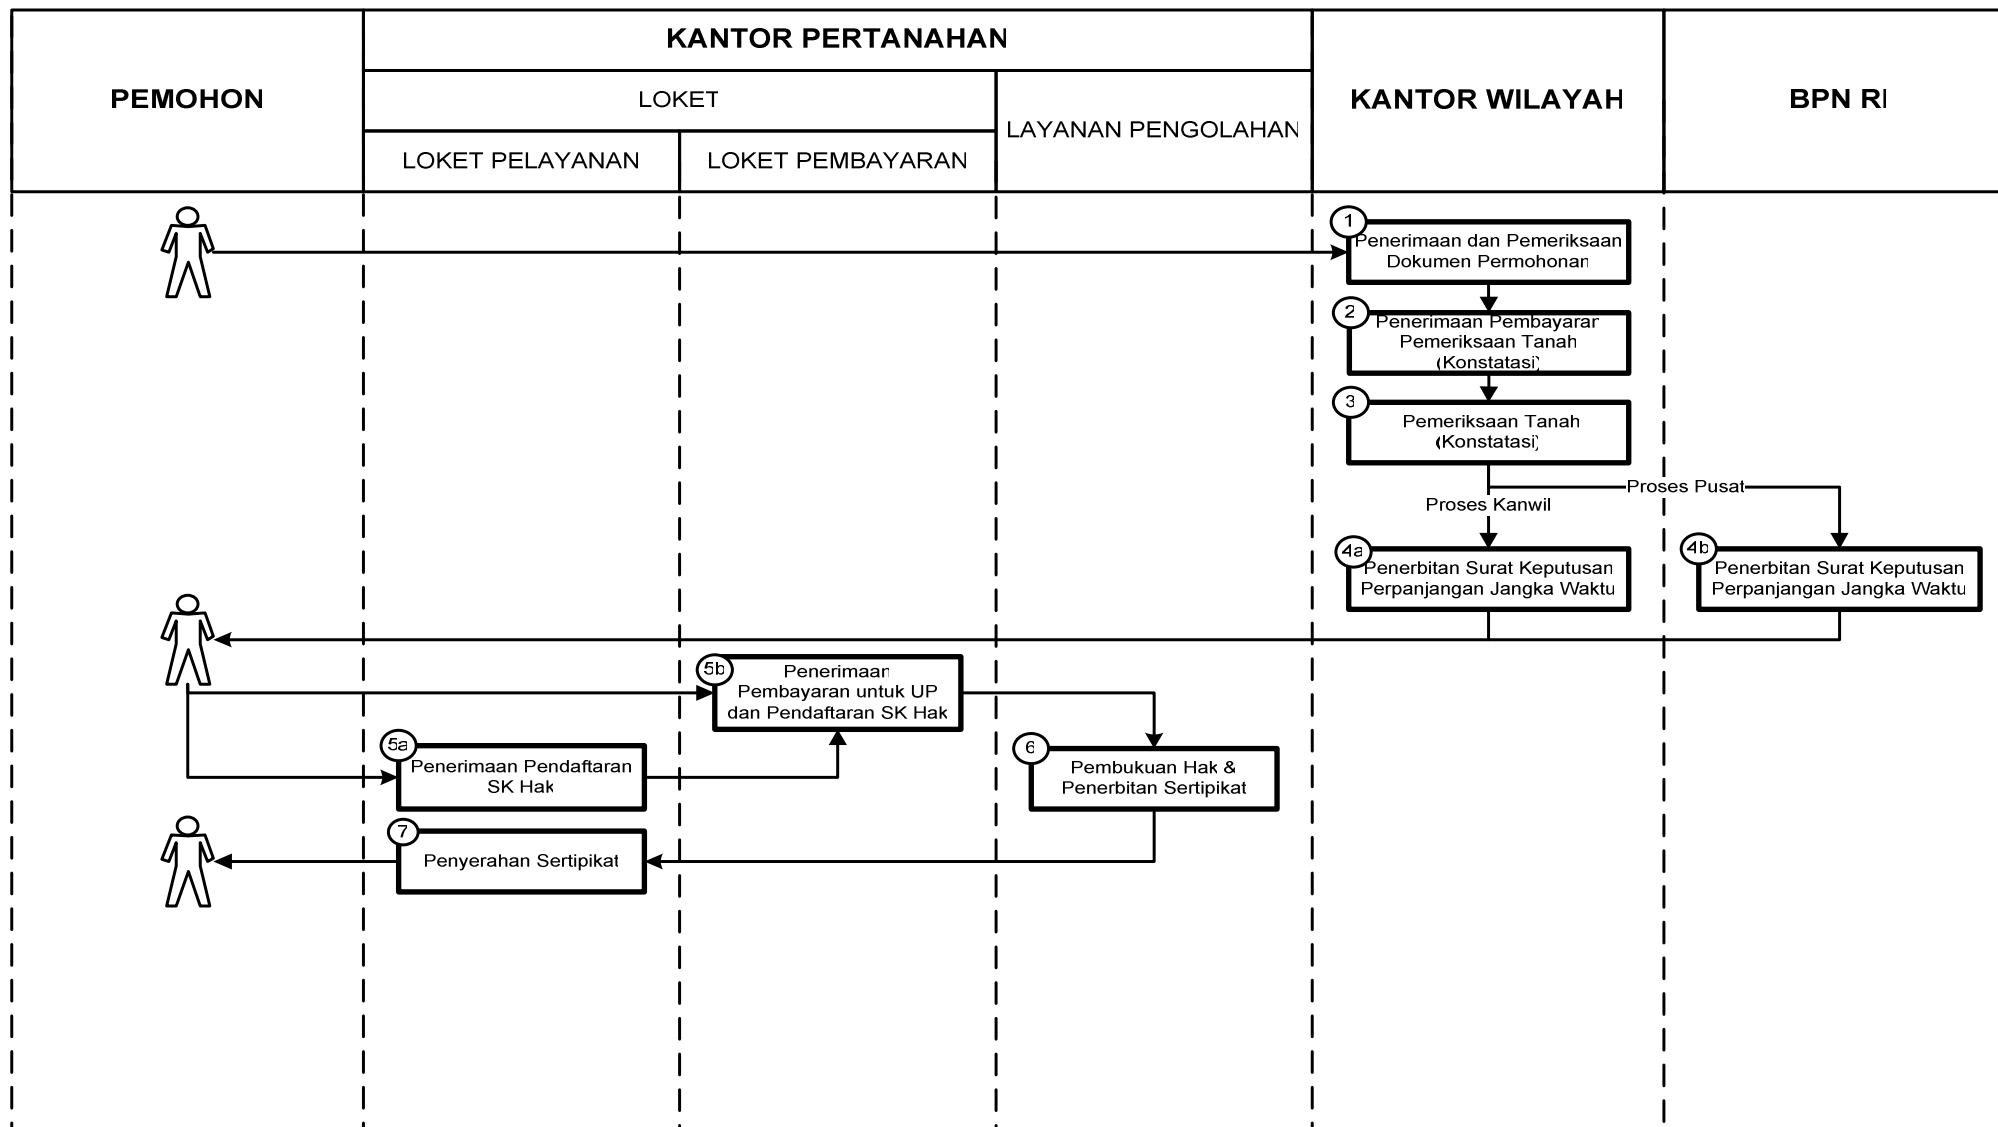 PEMOHON
KANTOR PERTANAHAN
LOKET
LOKET PELAYANAN
LOKET PEMBAYARAN
LAYANAN PENGOLAHAN
KANTOR WILAYAH
BPN RI
1
Penerimaan dan Pemeriksaan
Dokumen Permohonan
2
Penerimaan Pembayaran
Pemeriksaan Tanah
(Konstatasi)
3
Pemeriksaan Tanah
(Konstatasi)
Proses Pusat
Proses Kanwil
4a
Penerbitan Surat Keputusan
Perpanjangan Jangka Waktu
4b
Penerbitan Surat Keputusan
Perpanjangan Jangka Waktu
5b
Penerimaan
Pembayaran untuk UP
dan Pendaftaran SK Hak
5a
Penerimaan Pendaftaran
SK Hak
6
Pembukuan Hak &
Penerbitan Sertipikat
7
Penyerahan Sertipikat